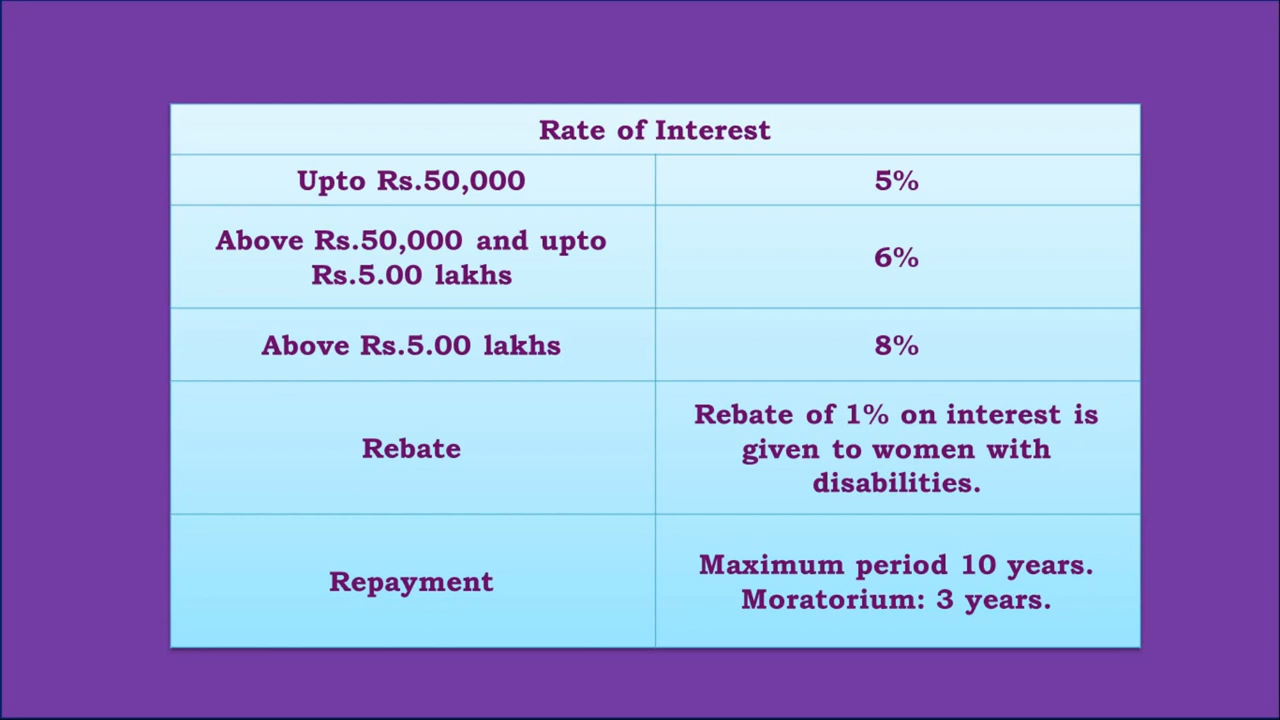 Rate of Interest
Upto Rs.50,000
5%
Above Rs.50,000 and upto
Rs.5.00 lakhs
6%
Above Rs.5.00 lakhs
8%
Rebate
Rebate of 1% on interest is
given to women with
disabilities.
Repayment
Maximum period 10 years.
Moratorium: 3 years.